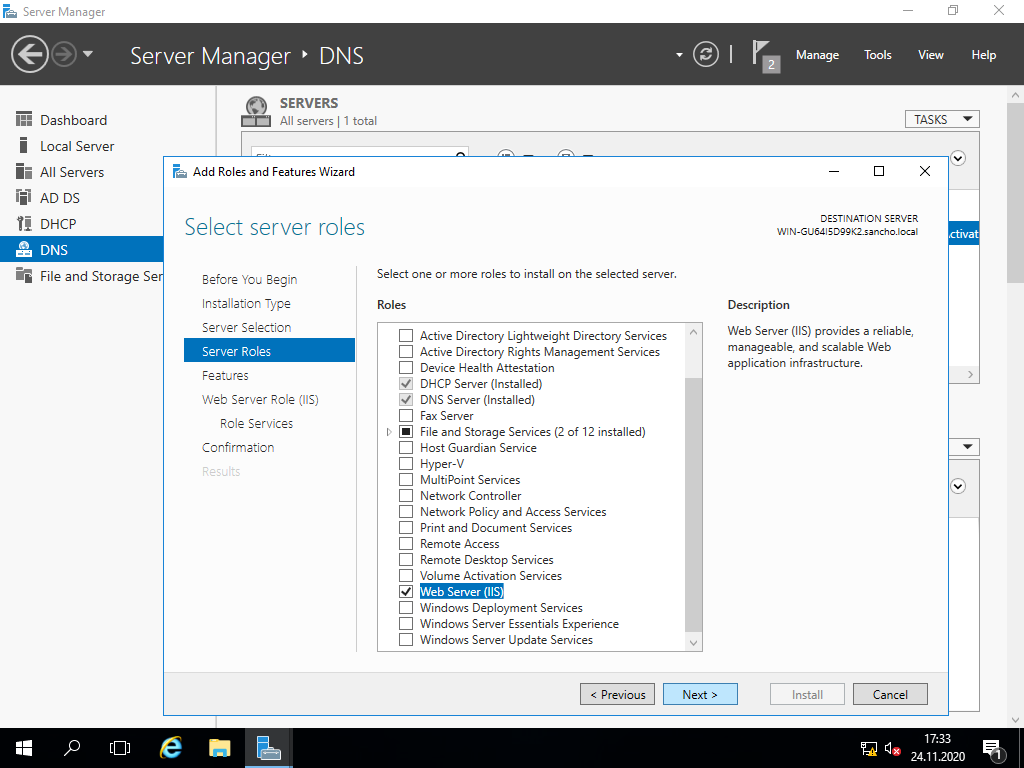 Server Manager
Server Manager ‣ DNS
2
Manage
Tools
View
Help
Dashboard
Local Server
All Servers
AD DS
DHCP
DNS
File and Storage Ser
SERVERS
All servers | 1 total
TASKS
Add Roles and Features Wizard
Select server roles
DESTINATION SERVER
WIN-GU64I5D99K2.sancho.local
Before You Begin
Installation Type
Server Selection
Server Roles
Features
Web Server Role (IIS)
Role Services
Confirmation
Results
Select one or more roles to install on the selected server.
Roles
Active Directory Lightweight Directory Services
Active Directory Rights Management Services
Device Health Attestation
DHCP Server (Installed)
DNS Server (Installed)
Fax Server
File and Storage Services (2 of 12 installed)
Host Guardian Service
Hyper-V
MultiPoint Services
Network Controller
Network Policy and Access Services
Print and Document Services
Remote Access
Remote Desktop Services
Volume Activation Services
Web Server (IIS)
Windows Deployment Services
Windows Server Essentials Experience
Windows Server Update Services
Description
Web Server (IIS) provides a reliable,
manageable, and scalable Web
application infrastructure.
ctivat
< Previous
Next >
Install
Cancel
17:33
24.11.2020
1